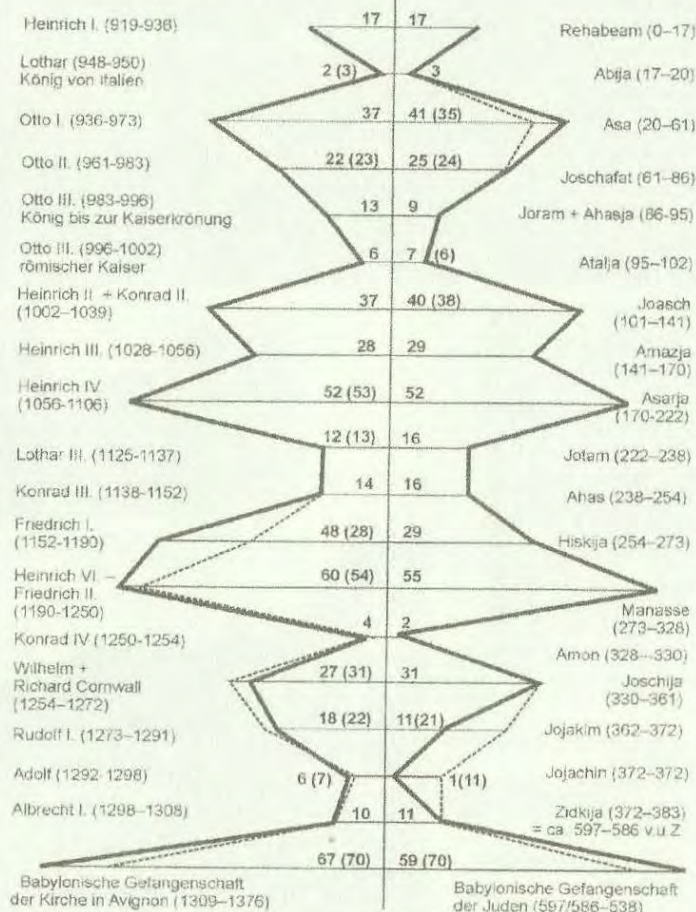 Heinrich I. (919-936) 17 17 Rehabeam (0–17)
Lothar (948-950)
König von Italien 2 (3) 3 Abija (17–20)
Otto I. (936-973) 37 41 (35) Asa (20–61)
Otto II. (961-983) 22 (23) 25 (24) Joschafat (61–86)
Otto III. (983-996)
König bis zur Kaiserkrönung 13 9 Joram + Ahasja (86-95)
Otto III. (996-1002)
römischer Kaiser 6 7 (6) Atalja (95–102)
Heinrich II. + Konrad II.
(1002–1039) 37 40 (38) Joasch
(101–141)
Heinrich III. (1028-1056) 28 29 Amazja
(141–170)
Heinrich IV.
(1056-1106) 52 (53) 52 Asarja
(170-222)
Lothar III. (1125-1137) 12 (13) 16 Jotam (222–238)
Konrad III. (1138-1152) 14 16 Ahas (238–254)
Friedrich I.
(1152-1190) 48 (28) 29 Hiskija (254–273)
Heinrich VI. –
Friedrich II.
(1190-1250) 60 (54) 55 Manasse
(273–328)
Konrad IV (1250-1254) 4 2 Amon (328–330)
Wilhelm +
Richard Cornwall
(1254–1272) 27 (31) 31 Joschija
(330–361)
Rudolf I. (1273–1291) 18 (22) 11(21) Jojakim (362–372)
Adolf (1292-1298) 6 (7) 1(11) Jojachin (372–372)
Albrecht I. (1298–1308) 10 11 Zidkija (372–383)
= ca. 597–586 v.u.Z
67 (70) 59 (70)
Babylonische Gefangenschaft
der Kirche in Avignon (1309–1376)
Babylonische Gefangenschaft
der Juden (597/586–538)